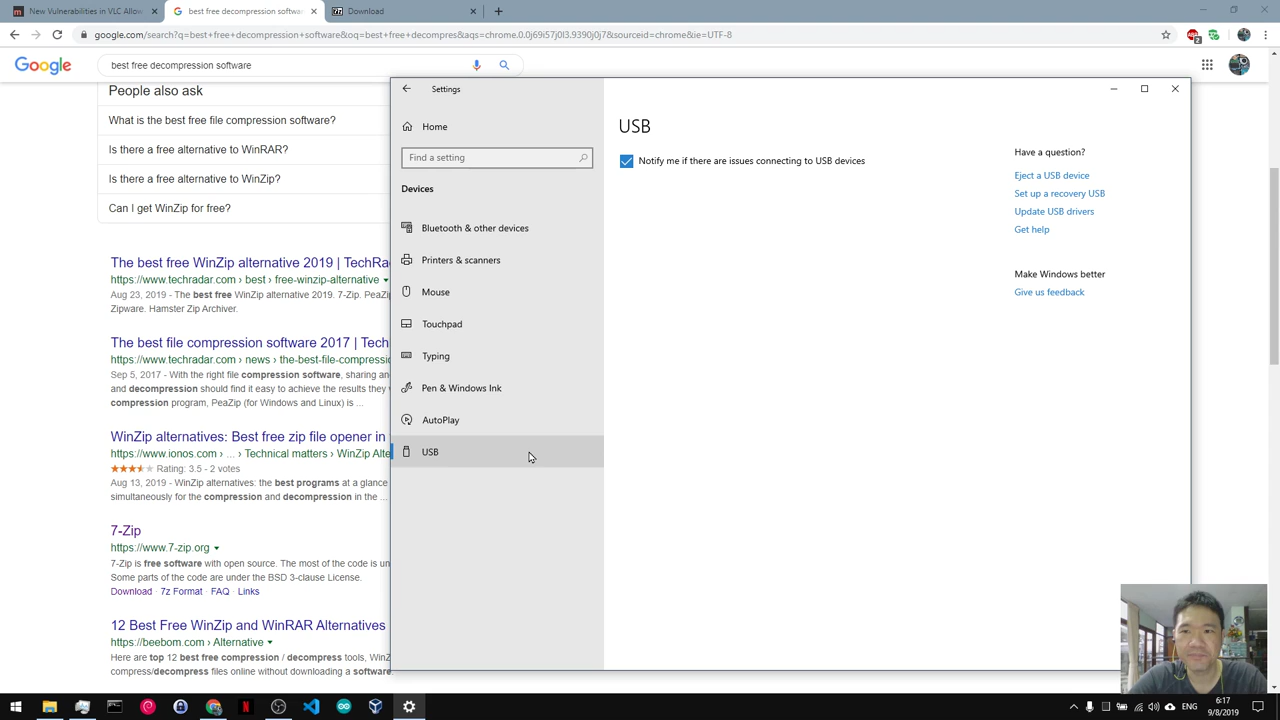 New Vulnerabilities in VLC Allow
best free decompression softwa
Download
google.com/search?q=best+free+decompression+software&oq=best+free+decompres&aqs=chrome.0.0j69i57j0l3.9390j0j7&sourceid=chrome&ie=UTF-8
Google
best free decompression software
People also ask
What is the best free file compression software?
Is there a free alternative to WinRAR?
Is there a free alternative to WinZip?
Can I get WinZip for free?
The best free WinZip alternative 2019 | TechRa
https://www.techradar.com › best › free-winzip-alternative
Aug 23, 2019 - The best free WinZip alternative 2019. 7-Zip. PeaZip
Zipware. Hamster Zip Archiver.
The best file compression software 2017 | Tech
https://www.techradar.com › news › the-best-file-compressi
Sep 5, 2017 - With the right file compression software, sharing an
and decompression should find it easy to achieve the results they
compression program, PeaZip (for Windows and Linux) is ...
WinZip alternatives: Best free zip file opener in
https://www.ionos.com › ... › Technical matters › WinZip Alte
Rating: 3.5 - 2 votes
Aug 13, 2019 - WinZip alternatives: the best programs at a glance
simultaneously for the compression and decompression in the ...
7-Zip
https://www.7-zip.org
7-Zip is free software with open source. The most of the code is un
Some parts of the code are under the BSD 3-clause License.
Download · 7z Format · FAQ · Links
12 Best Free WinZip and WinRAR Alternatives
https://beebom.com › Alternative
Here are top 12 best free compression / decompress tools, WinZ
compress/decompress files online without downloading a software.
Settings
Home
Find a setting
Devices
Bluetooth & other devices
Printers & scanners
Mouse
Touchpad
Typing
Pen & Windows Ink
AutoPlay
USB
USB
Notify me if there are issues connecting to USB devices
Have a question?
Eject a USB device
Set up a recovery USB
Update USB drivers
Get help
Make Windows better
Give us feedback
ENG
6:17
9/8/2019